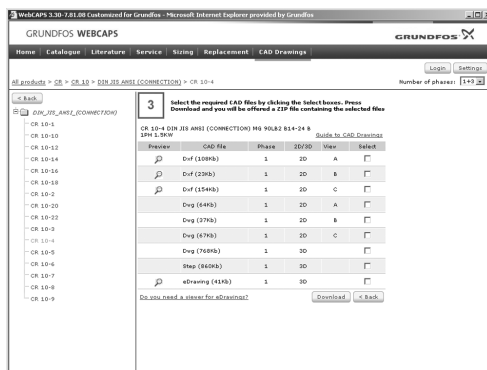 WebCAPS 3.30-7.81.08 Customized for Grundfos - Microsoft Internet Explorer provided by Grundfos
GRUNDFOS WEBCAPS
GRUNDFOS
Home Catalogue Literature Service Sizing Replacement CAD Drawings
Login Settings
All products > CR > CR 10 > DIN JIS ANSI (CONNECTION) > CR 10-4
Number of phases: 1+3
< Back
DIN_JIS_ANSI_(CONNECTION)
CR 10-1
CR 10-10
CR 10-12
CR 10-14
CR 10-16
CR 10-18
CR 10-2
CR 10-20
CR 10-22
CR 10-3
CR 10-4
CR 10-5
CR 10-6
CR 10-7
CR 10-8
CR 10-9
3
Select the required CAD files by clicking the Select boxes. Press
Download and you will be offered a ZIP file containing the selected files
CR 10-4 DIN JIS ANSI (CONNECTION) MG 90LB2 B14-24 B
1PH 1.5KW
Guide to CAD Drawings
Preview CAD file Phase 2D/3D View Select
Dxf (108Kb) 1 2D A
Dxf (23Kb) 1 2D B
Dxf (154Kb) 1 2D C
Dwg (64Kb) 1 2D A
Dwg (37Kb) 1 2D B
Dwg (67Kb) 1 2D C
Dwg (768Kb) 1 3D
Step (860Kb) 1 3D
eDrawing (41Kb) 1 3D
Do you need a viewer for eDrawings?
Download < Back